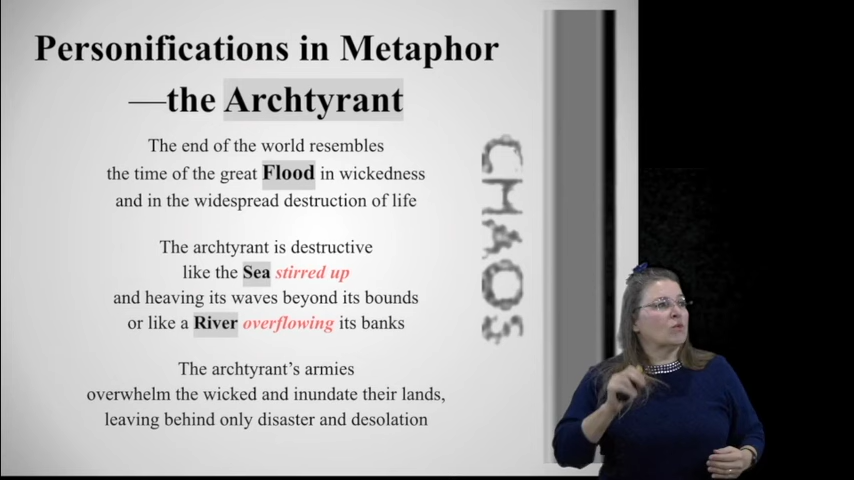 Personifications in Metaphor
—the Archtyrant
The end of the world resembles
the time of the great Flood in wickedness
and in the widespread destruction of life
The archtyrant is destructive
like the Sea stirred up
and heaving its waves beyond its bounds
or like a River overflowing its banks
The archtyrant's armies
overwhelm the wicked and inundate their lands,
leaving behind only disaster and desolation
CHAOS